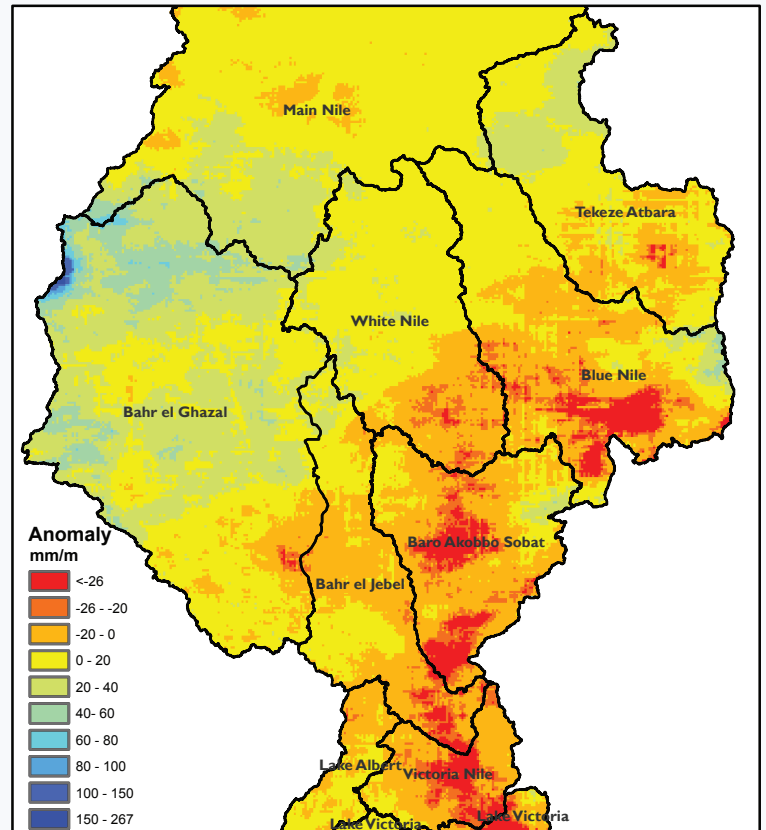 Main Nile
Tekeze Atbara
White Nile
Blue Nile
Bahr el Ghazal
Baro Akobbo Sobat
Bahr el Jebel
Lake Albert
Victoria Nile
Lake Victoria
Lake Victoria
Anomaly
mm/m
<-26
-26 - -20
-20 - 0
0 - 20
20 - 40
40- 60
60 - 80
80 - 100
100 - 150
150 - 267